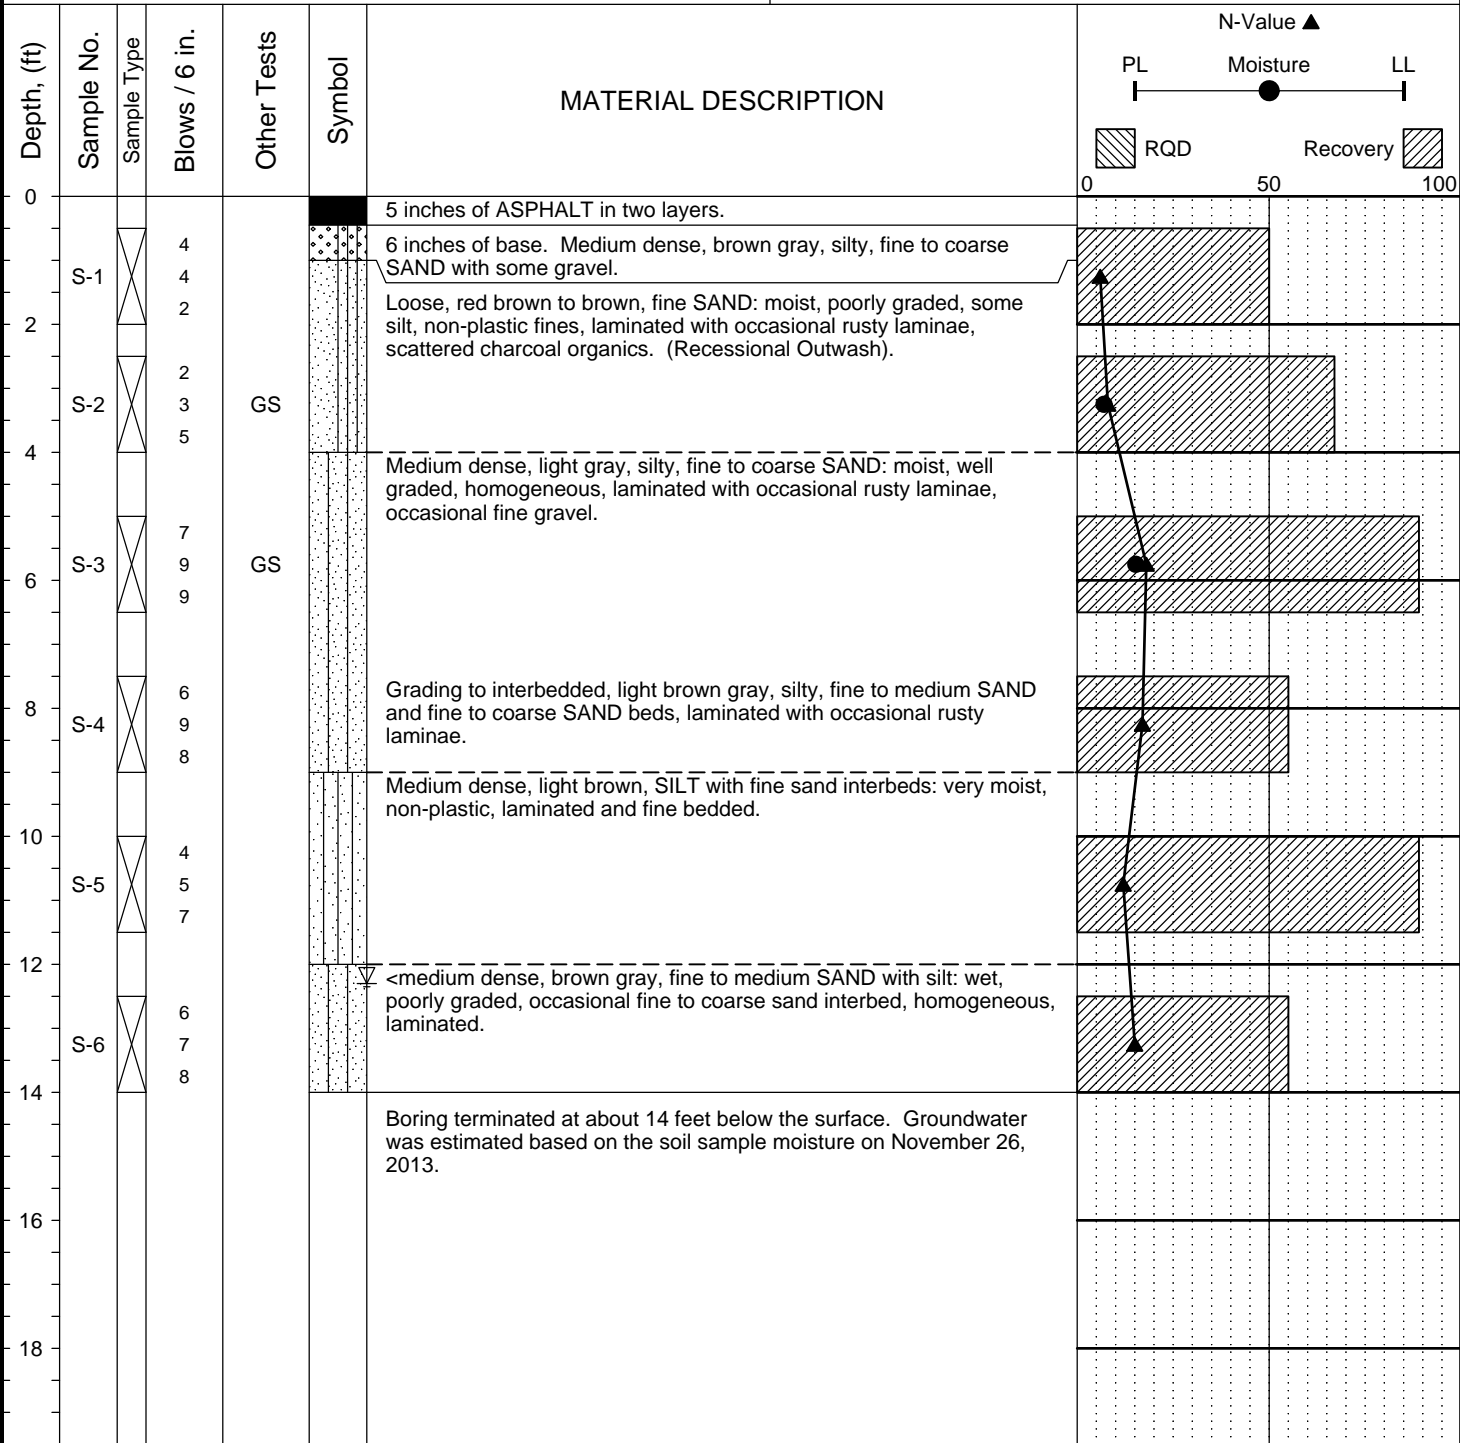 Depth, (ft)
Sample No.
Sample Type
Blows / 6 in.
Other Tests
Symbol
MATERIAL DESCRIPTION
N-Value
PL Moisture LL
RQD Recovery
0 50 100
0
5 inches of ASPHALT in two layers.
6 inches of base. Medium dense, brown gray, silty, fine to coarse
SAND with some gravel.
S-1
4
4
2
Loose, red brown to brown, fine SAND: moist, poorly graded, some
silt, non-plastic fines, laminated with occasional rusty laminae,
scattered charcoal organics. (Recessional Outwash).
2
S-2
2
3
5
GS
4
Medium dense, light gray, silty, fine to coarse SAND: moist, well
graded, homogeneous, laminated with occasional rusty laminae,
occasional fine gravel.
S-3
7
9
9
GS
6
Grading to interbedded, light brown gray, silty, fine to medium SAND
and fine to coarse SAND beds, laminated with occasional rusty
laminae.
8
S-4
6
9
8
Medium dense, light brown, SILT with fine sand interbeds: very moist,
non-plastic, laminated and fine bedded.
10
S-5
4
5
7
12
<medium dense, brown gray, fine to medium SAND with silt: wet,
poorly graded, occasional fine to coarse sand interbed, homogeneous,
laminated.
S-6
6
7
8
14
Boring terminated at about 14 feet below the surface. Groundwater
was estimated based on the soil sample moisture on November 26,
2013.
16
18